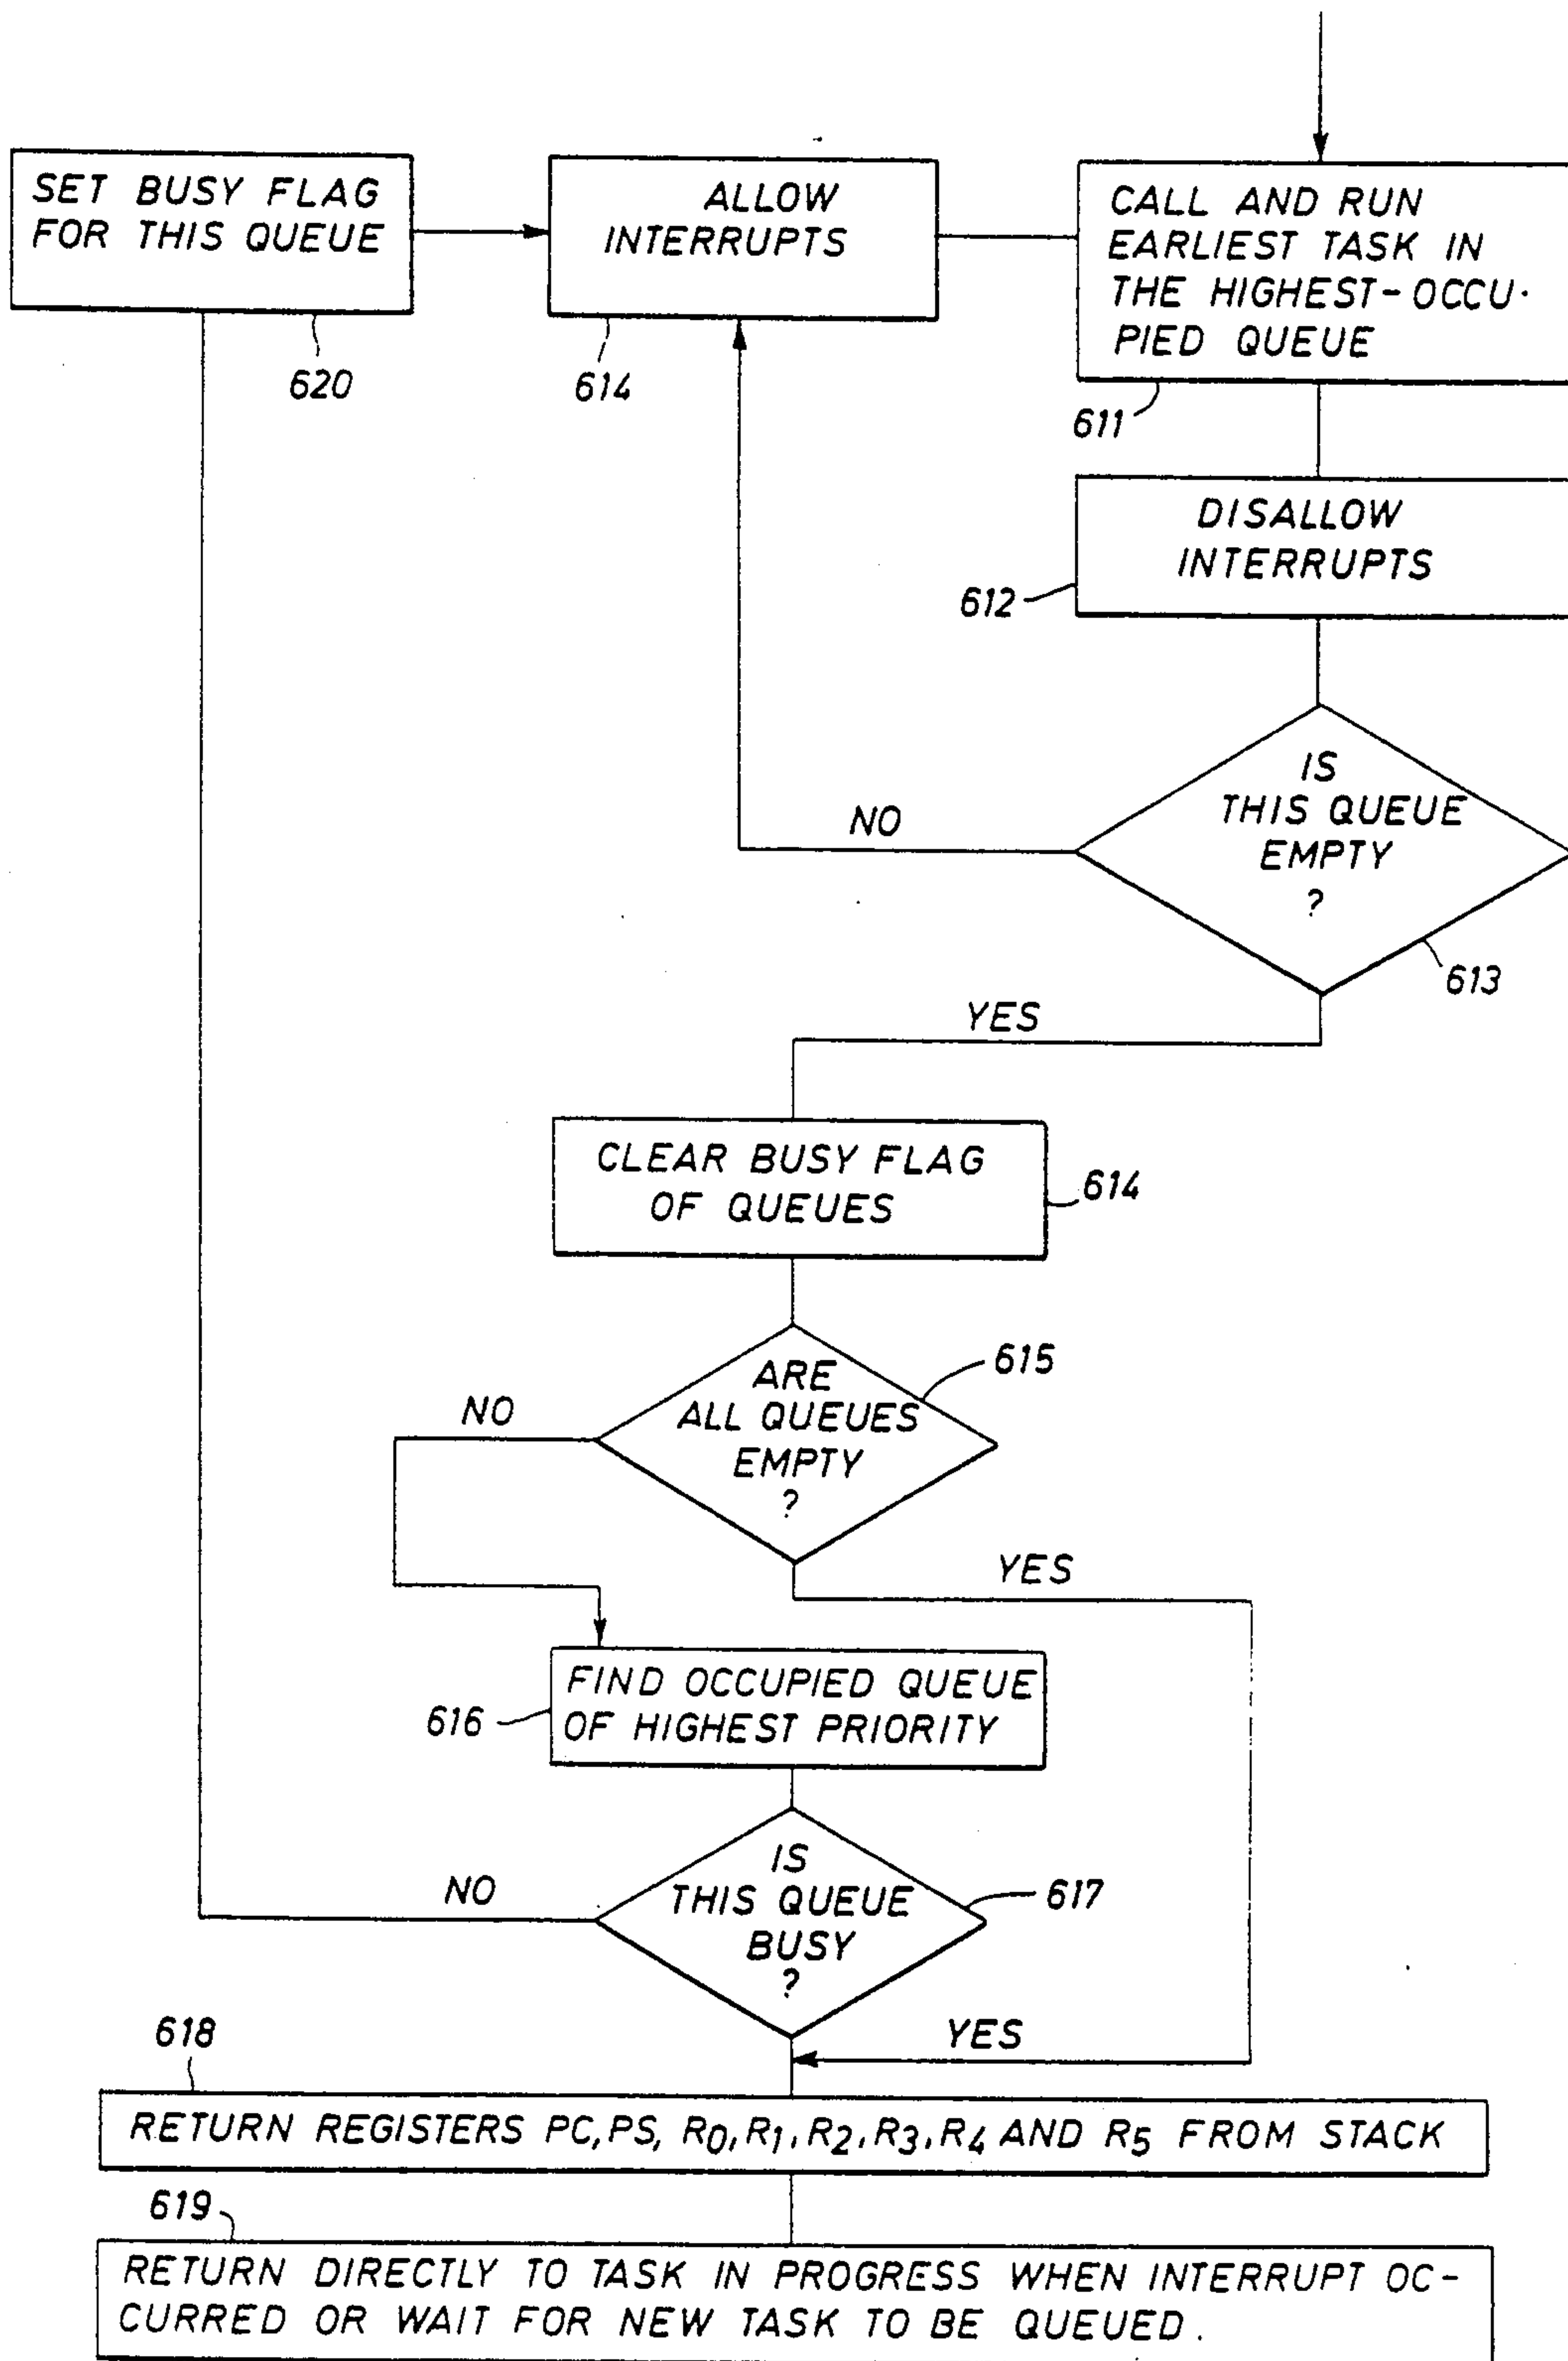 SET BUSY FLAG
FOR THIS QUEUE
620
ALLOW
INTERRUPTS
614
CALL AND RUN
EARLIEST TASK IN
THE HIGHEST-OCCU-
PIED QUEUE
611
DISALLOW
INTERRUPTS
612
IS
THIS QUEUE
EMPTY
?
613
NO
YES
CLEAR BUSY FLAG
OF QUEUES
614
ARE
ALL QUEUES
EMPTY
?
615
NO
YES
FIND OCCUPIED QUEUE
OF HIGHEST PRIORITY
616
IS
THIS QUEUE
BUSY
?
617
NO
YES
618
RETURN REGISTERS PC, PS, R0, R1, R2, R3, R4 AND R5 FROM STACK
619
RETURN DIRECTLY TO TASK IN PROGRESS WHEN INTERRUPT OC-
CURRED OR WAIT FOR NEW TASK TO BE QUEUED.